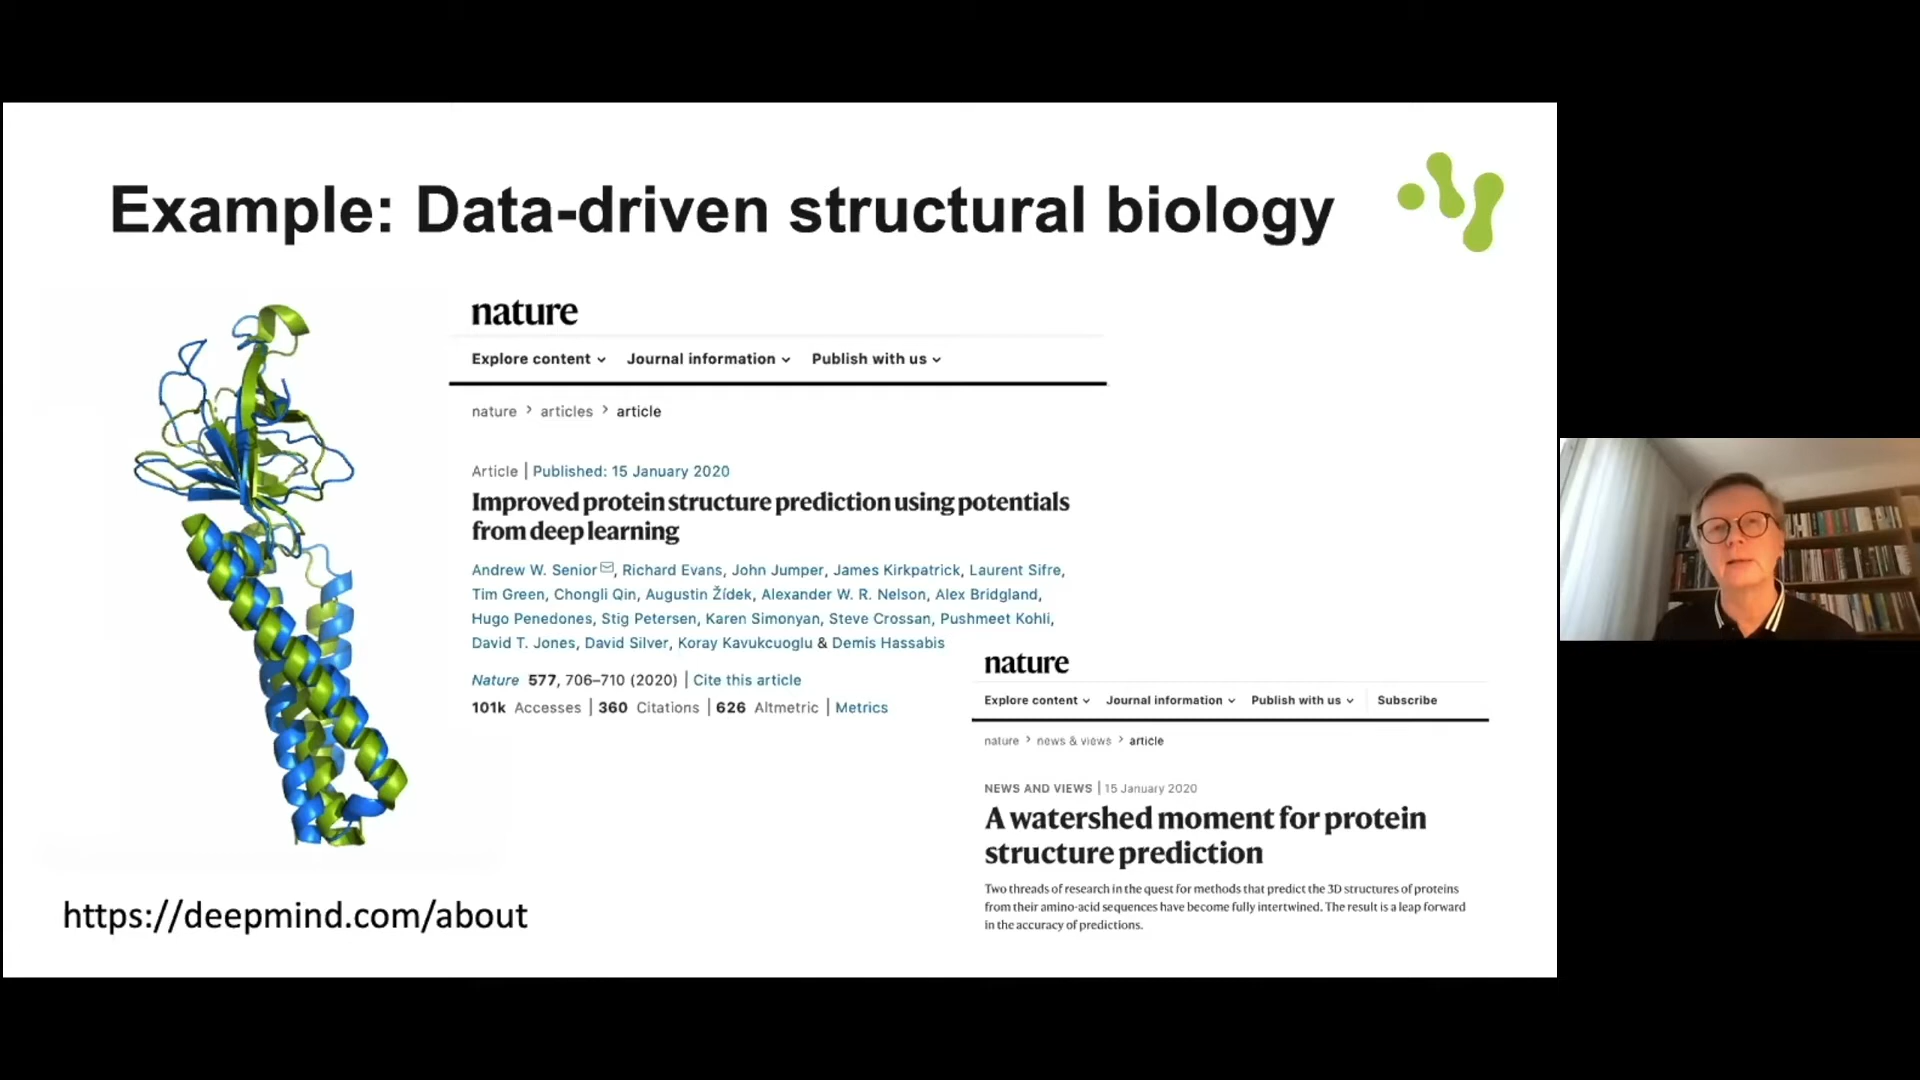 Example: Data-driven structural biology
nature
Explore content
Journal information
Publish with us
nature > articles > article
Article | Published: 15 January 2020
Improved protein structure prediction using potentials
from deep learning
Andrew W. Senior, Richard Evans, John Jumper, James Kirkpatrick, Laurent Sifre,
Tim Green, Chongli Qin, Augustin Žídek, Alexander W. R. Nelson, Alex Bridgland,
Hugo Penedones, Stig Petersen, Karen Simonyan, Steve Crossan, Pushmeet Kohli,
David T. Jones, David Silver, Koray Kavukcuoglu & Demis Hassabis
Nature 577, 706–710 (2020) | Cite this article
101k Accesses | 360 Citations | 626 Altmetric | Metrics
nature
Explore content
Journal information
Publish with us
Subscribe
nature > news & views > article
NEWS AND VIEWS | 15 January 2020
A watershed moment for protein
structure prediction
Two threads of research in the quest for methods that predict the 3D structures of proteins
from their amino-acid sequences have become fully intertwined. The result is a leap forward
in the accuracy of predictions.
https://deepmind.com/about